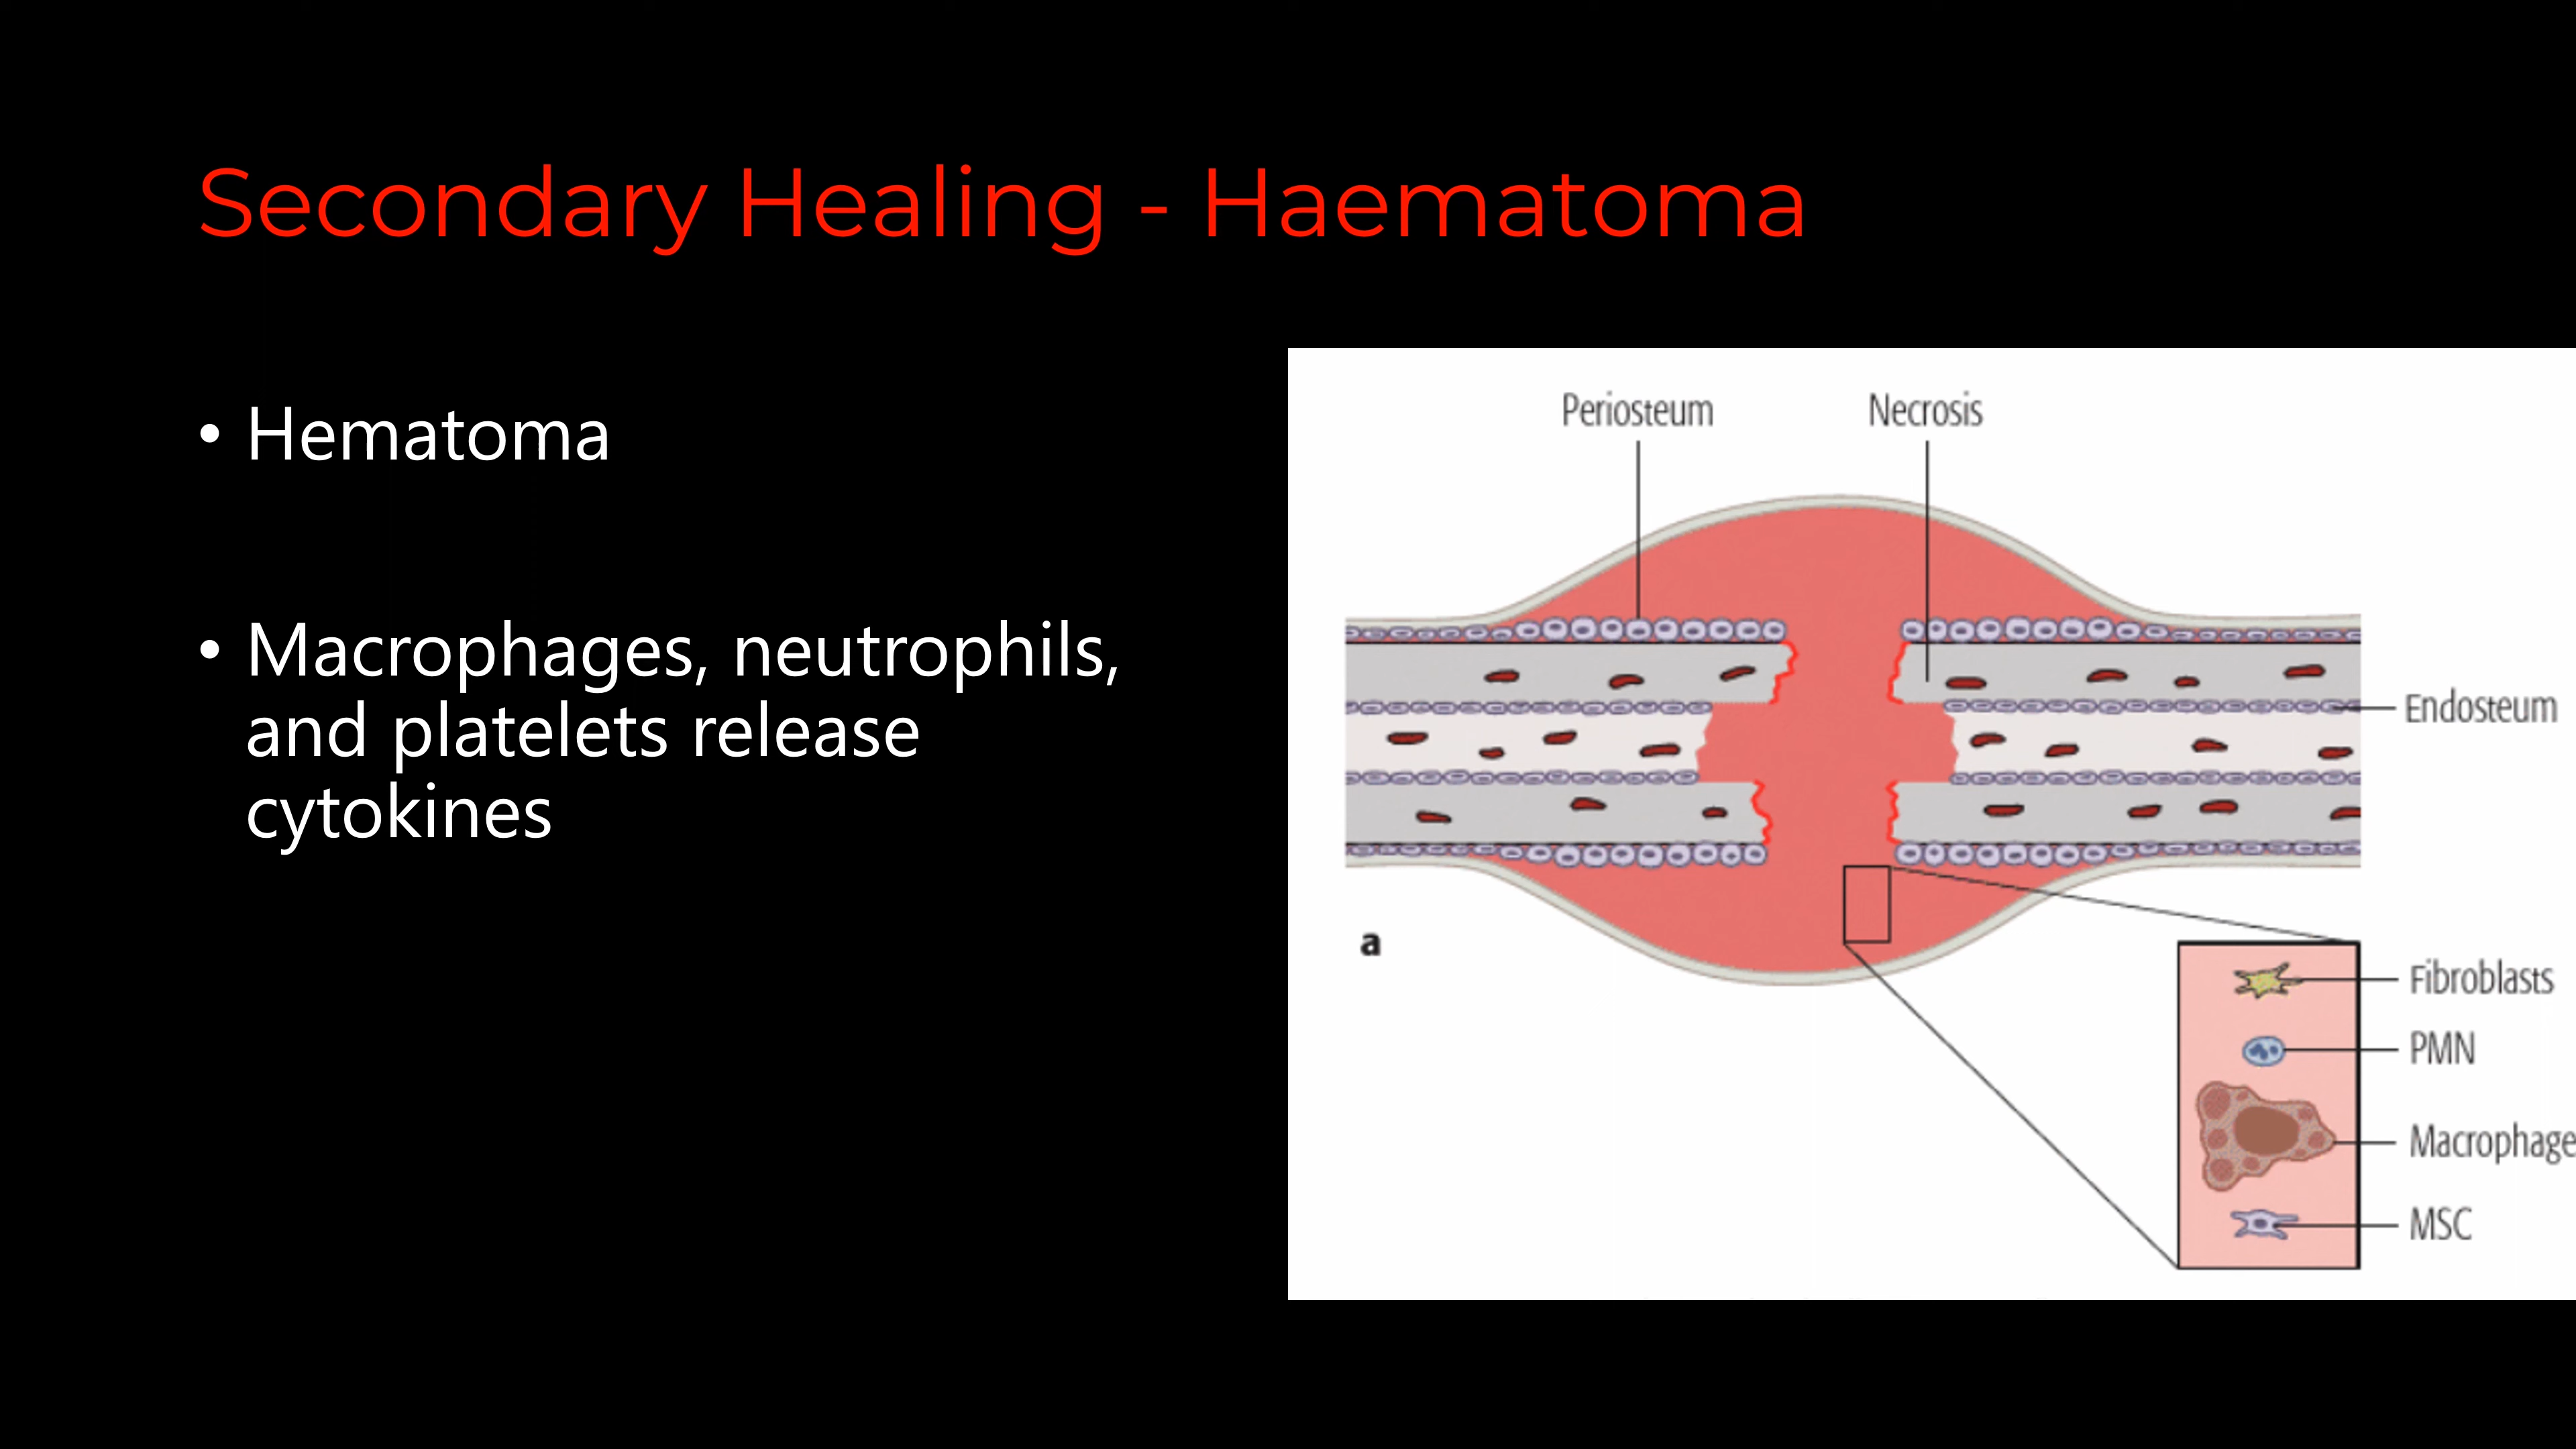 Secondary Healing - Haematoma
• Hematoma
• Macrophages, neutrophils,
and platelets release
cytokines
Periosteum
Necrosis
Endosteum
a
Fibroblasts
PMN
Macrophage
MSC